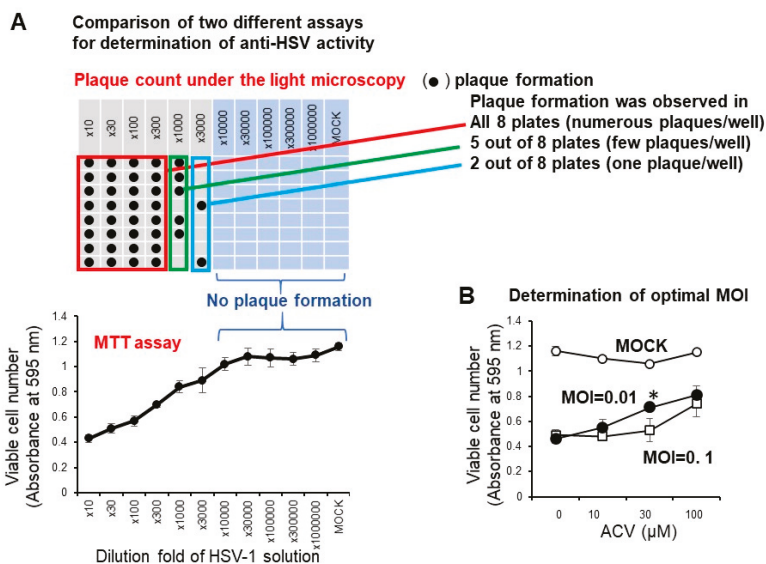 A
Comparison of two different assays
for determination of anti-HSV activity
Plaque count under the light microscopy (●) plaque formation
Plaque formation was observed in
All 8 plates (numerous plaques/well)
5 out of 8 plates (few plaques/well)
2 out of 8 plates (one plaque/well)
x10
x30
x100
x300
x1000
x3000
x10000
x30000
x100000
x300000
1000000
MOCK
No plaque formation
MTT assay
Viable cell number
(Absorbance at 595 nm)
1.4
1.2
1
0.8
0.6
0.4
0.2
0
x10
x30
x100
x300
x1000
x3000
x10000
x30000
x100000
x300000
x1000000
MOCK
Dilution fold of HSV-1 solution
B
Determination of optimal MOI
Viable cell number
(Absorbance at 595 nm)
1.4
1.2
1
0.8
0.6
0.4
0.2
0
MOCK
MOI=0.01 *
MOI=0. 1
0 10 30 100
ACV (μM)